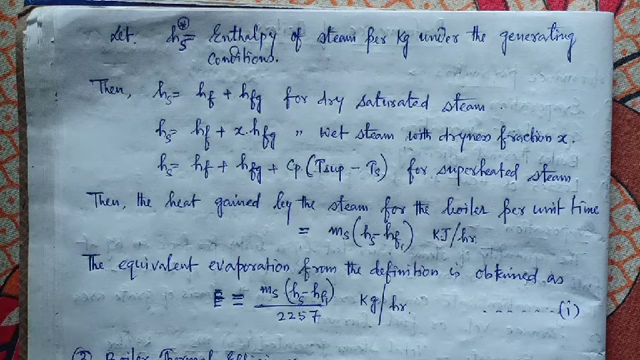 Let. hs* = Enthalpy of steam per kg under the generating
conditions.
Then, hs = hf + hfg for dry saturated steam
hs = hf + x.hfg " wet steam with dryness fraction x.
hs = hf + hfg + Cp (Tsup - Ts) for superheated steam
Then, the heat gained by the steam for the boiler per unit time
= ms (hs - hf1) KJ/hr
The equivalent evaporation from the definition is obtained as
E = ms (hs - hf1) / 2257 Kg/hr. ...... (i)
(2) Boiler Thermal